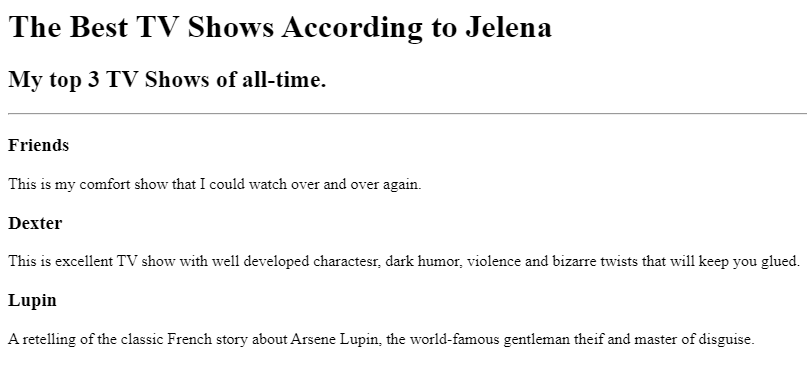 The Best TV Shows According to Jelena
My top 3 TV Shows of all-time.
Friends
This is my comfort show that I could watch over and over again.
Dexter
This is excellent TV show with well developed charactesr, dark humor, violence and bizarre twists that will keep you glued.
Lupin
A retelling of the classic French story about Arsene Lupin, the world-famous gentleman theif and master of disguise.